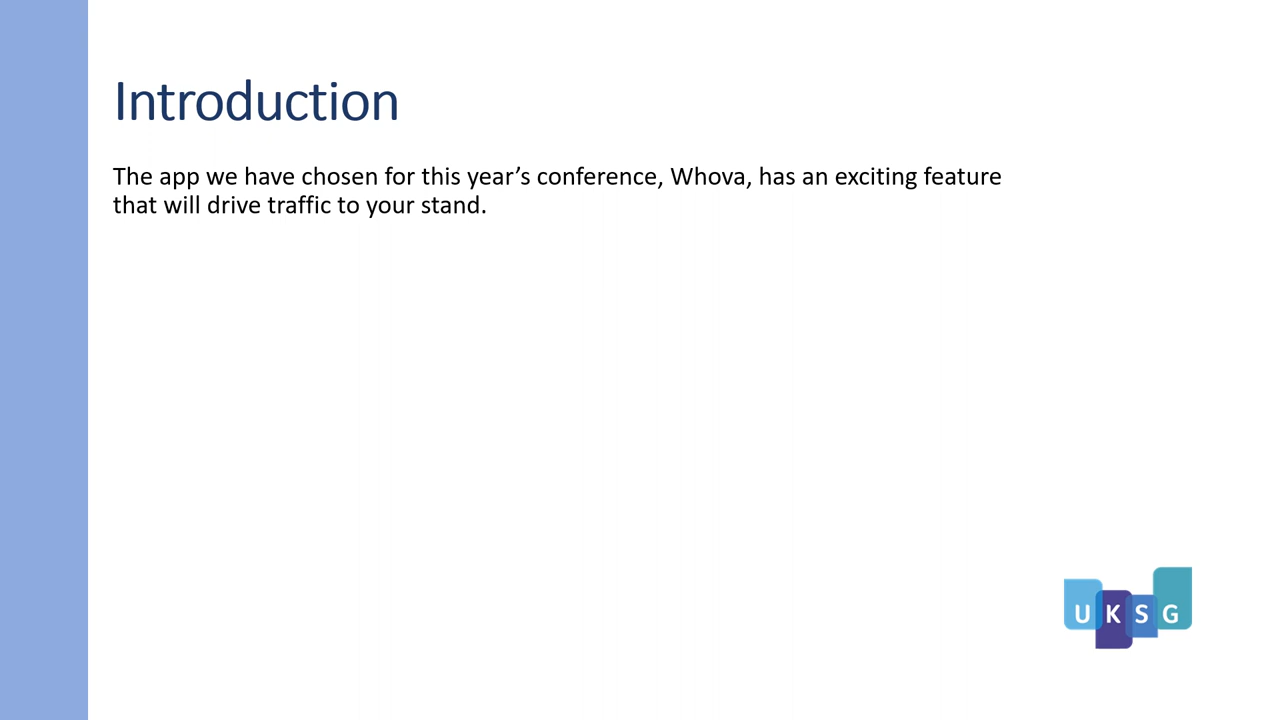 Introduction
The app we have chosen for this year’s conference, Whova, has an exciting feature
that will drive traffic to your stand.
UKSG